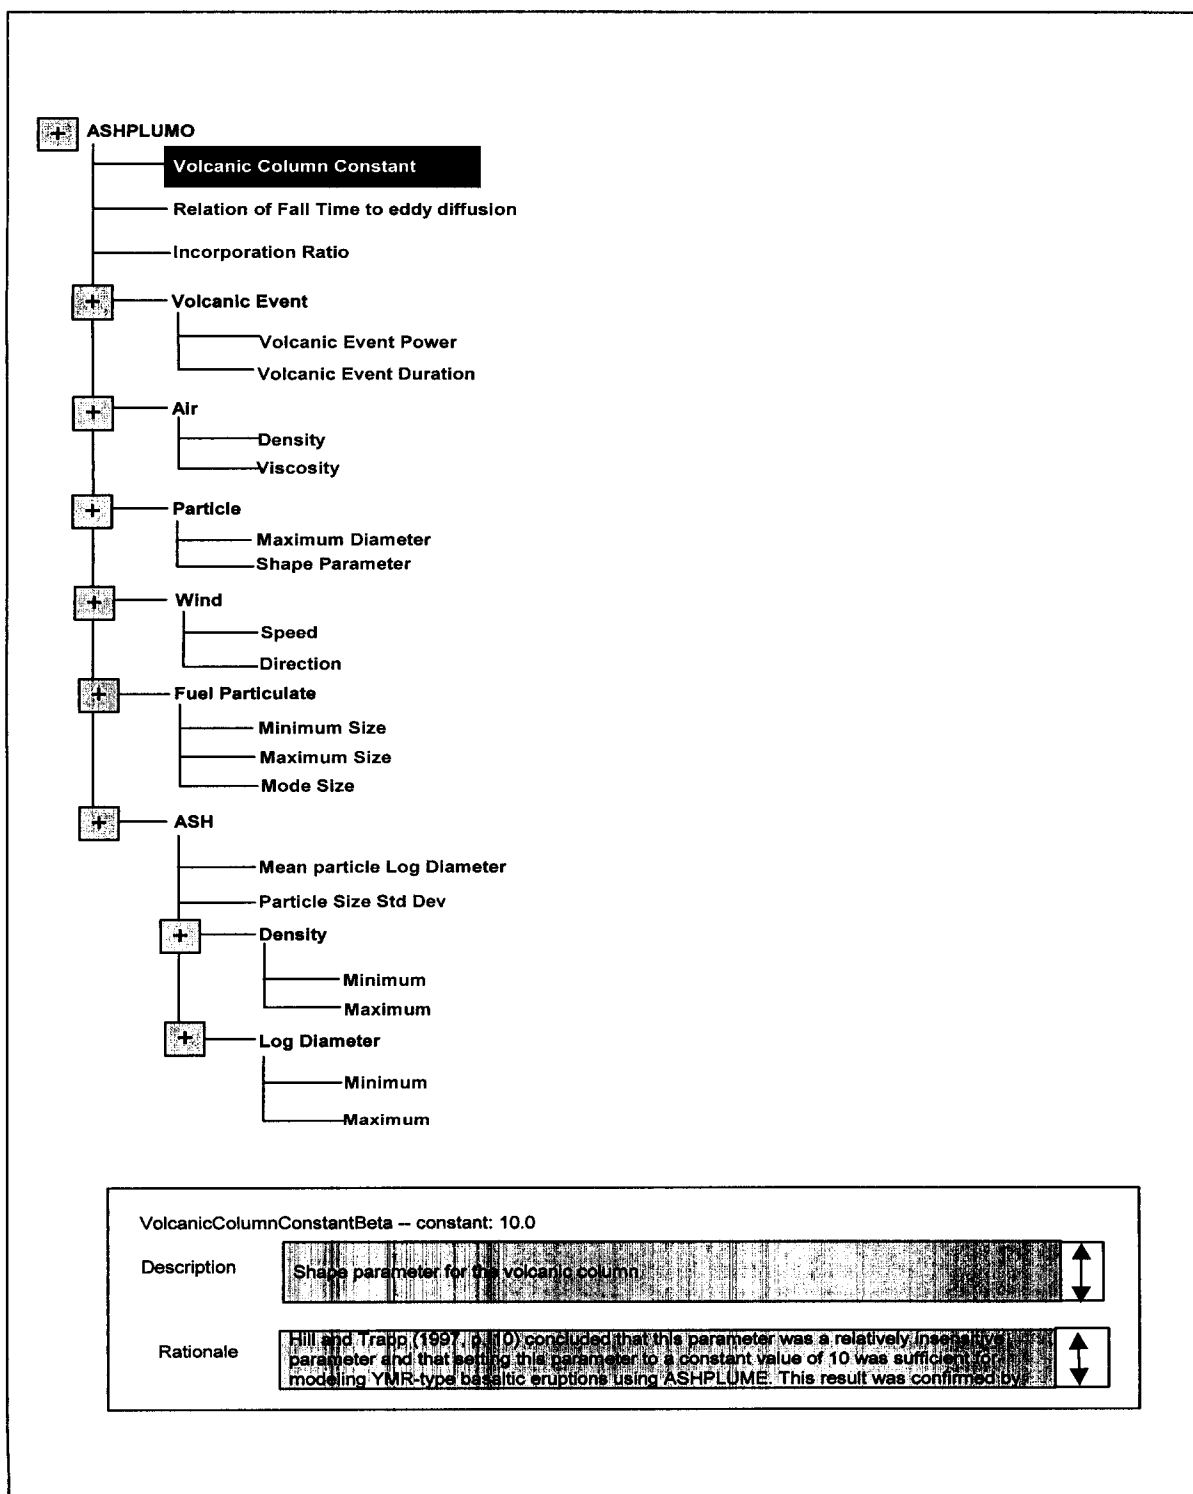 + ASHPLUMO
Volcanic Column Constant
Relation of Fall Time to eddy diffusion
Incorporation Ratio
+ Volcanic Event
Volcanic Event Power
Volcanic Event Duration
+ Air
Density
Viscosity
+ Particle
Maximum Diameter
Shape Parameter
+ Wind
Speed
Direction
+ Fuel Particulate
Minimum Size
Maximum Size
Mode Size
+ ASH
Mean particle Log Diameter
Particle Size Std Dev
+ Density
Minimum
Maximum
+ Log Diameter
Minimum
Maximum
VolcanicColumnConstantBeta -- constant: 10.0
Description
Shape parameter for the volcanic column
Rationale
Hill and Trapp (1997, p. 10) concluded that this parameter was a relatively insensitive
parameter and that setting this parameter to a constant value of 10 was sufficient for
modeling YMR-type basaltic eruptions using ASHPLUME. This result was confirmed by